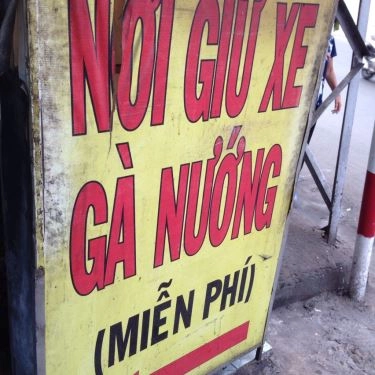 NƠI GIỮ XE
GÀ NƯỚNG
(MIỄN PHÍ)